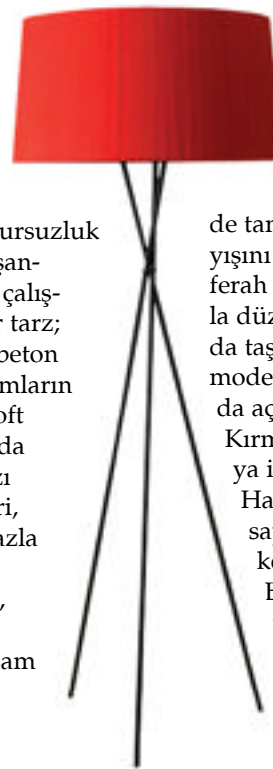 ursuzluk
şan-
çalış-
r tarz;
beton
mların
oft
da
zı
ri,
azla
,
am
de tar
yışını
ferah
la düz
da taş
mode
da aç
Kırm
ya i
Ha
sa